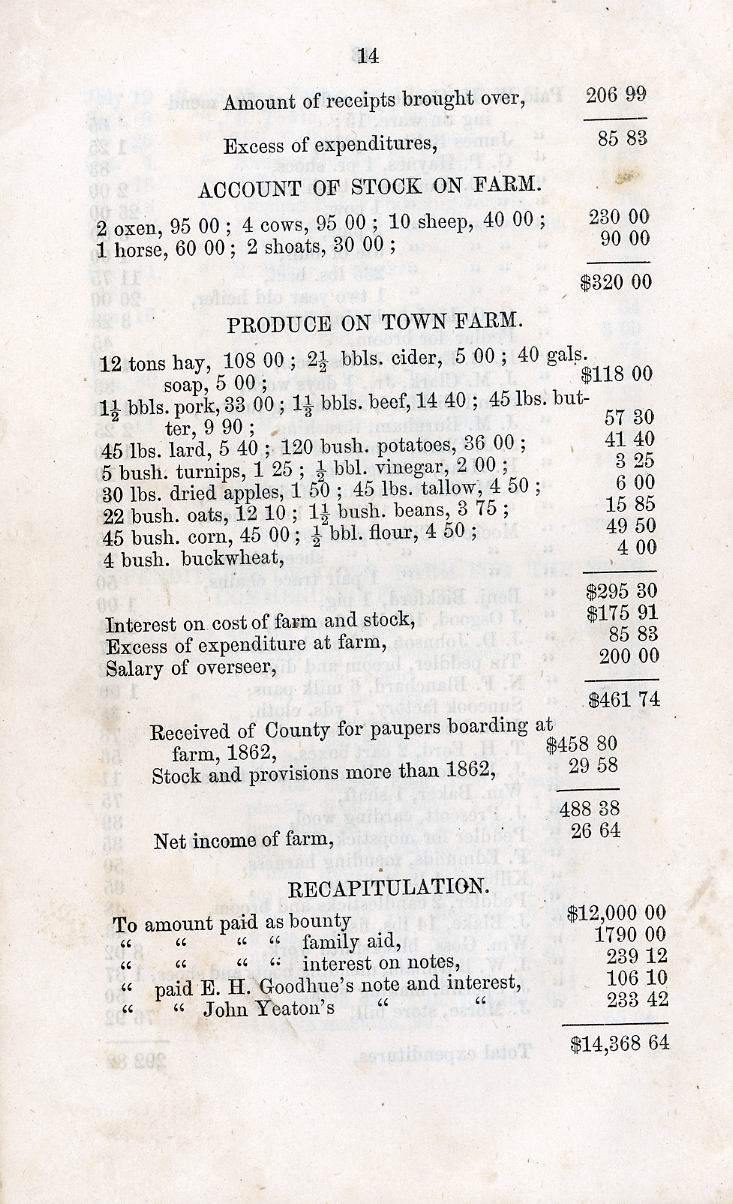 14
Amount of receipts brought over, 206 99
Excess of expenditures, 85 83
ACCOUNT OF STOCK ON FARM.
2 oxen, 95 00 ; 4 cows, 95 00 ; 10 sheep, 40 00 ; 230 00
1 horse, 60 00 ; 2 shoats, 30 00 ; 90 00
$320 00
PRODUCE ON TOWN FARM.
12 tons hay, 108 00 ; 2½ bbls. cider, 5 00 ; 40 gals.
soap, 5 00 ; $118 00
1½ bbls. pork, 33 00 ; 1½ bbls. beef, 14 40 ; 45 lbs. but-
ter, 9 90 ; 57 30
45 lbs. lard, 5 40 ; 120 bush. potatoes, 36 00 ; 41 40
5 bush. turnips, 1 25 ; ½ bbl. vinegar, 2 00 ; 3 25
30 lbs. dried apples, 1 50 ; 45 lbs. tallow, 4 50 ; 6 00
22 bush. oats, 12 10 ; 1½ bush. beans, 3 75 ; 15 85
45 bush. corn, 45 00 ; ½ bbl. flour, 4 50 ; 49 50
4 bush. buckwheat, 4 00
$295 30
Interest on cost of farm and stock, $175 91
Excess of expenditure at farm, 85 83
Salary of overseer, 200 00
$461 74
Received of County for paupers boarding at
farm, 1862, $458 80
Stock and provisions more than 1862, 29 58
488 38
Net income of farm, 26 64
RECAPITULATION.
To amount paid as bounty $12,000 00
“ “ “ “ family aid, 1790 00
“ “ “ “ interest on notes, 239 12
“ paid E. H. Goodhue's note and interest, 106 10
“ “ John Yeaton's “ “ 233 42
$14,368 64